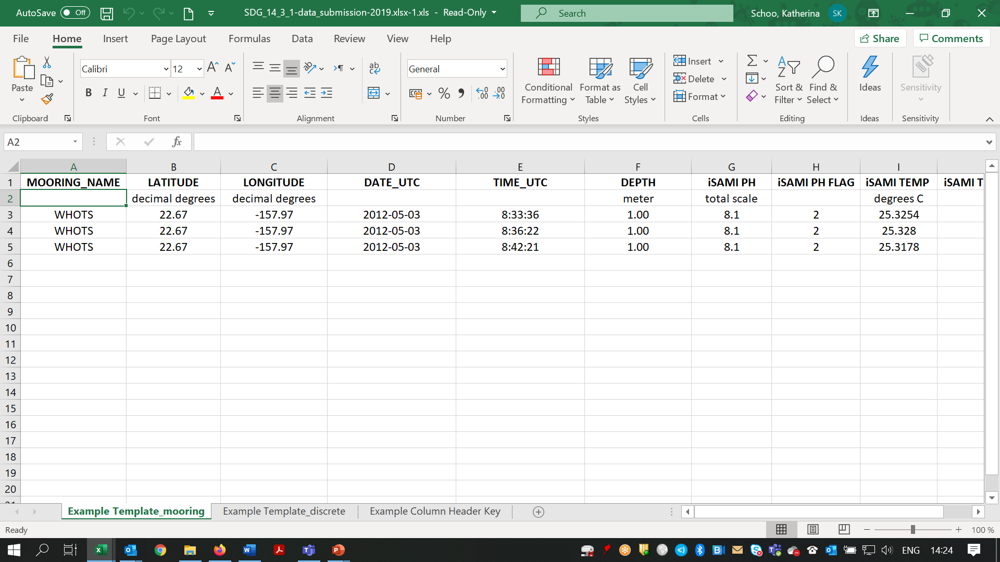 AutoSave Off SDG_14_3_1-data_submission-2019.xlsx-1.xls - Read-Only Search Schoo, Katherina SK
File Home Insert Page Layout Formulas Data Review View Help Share Comments
Paste Calibri 12 General Conditional Formatting Format as Table Cell Styles Insert Delete Format Sort & Filter Find & Select Ideas Sensitivity
Clipboard Font Alignment Number Styles Cells Editing Ideas Sensitivity
A2 fx
A B C D E F G H I
1 MOORING_NAME LATITUDE LONGITUDE DATE_UTC TIME_UTC DEPTH iSAMI PH iSAMI PH FLAG iSAMI TEMP iSAMI T
2 decimal degrees decimal degrees meter total scale degrees C
3 WHOTS 22.67 -157.97 2012-05-03 8:33:36 1.00 8.1 2 25.3254
4 WHOTS 22.67 -157.97 2012-05-03 8:36:22 1.00 8.1 2 25.328
5 WHOTS 22.67 -157.97 2012-05-03 8:42:21 1.00 8.1 2 25.3178
6
7
8
9
10
11
12
13
14
15
16
17
18
19
20
Example Template_mooring Example Template_discrete Example Column Header Key
Ready 100 %
ENG 14:24